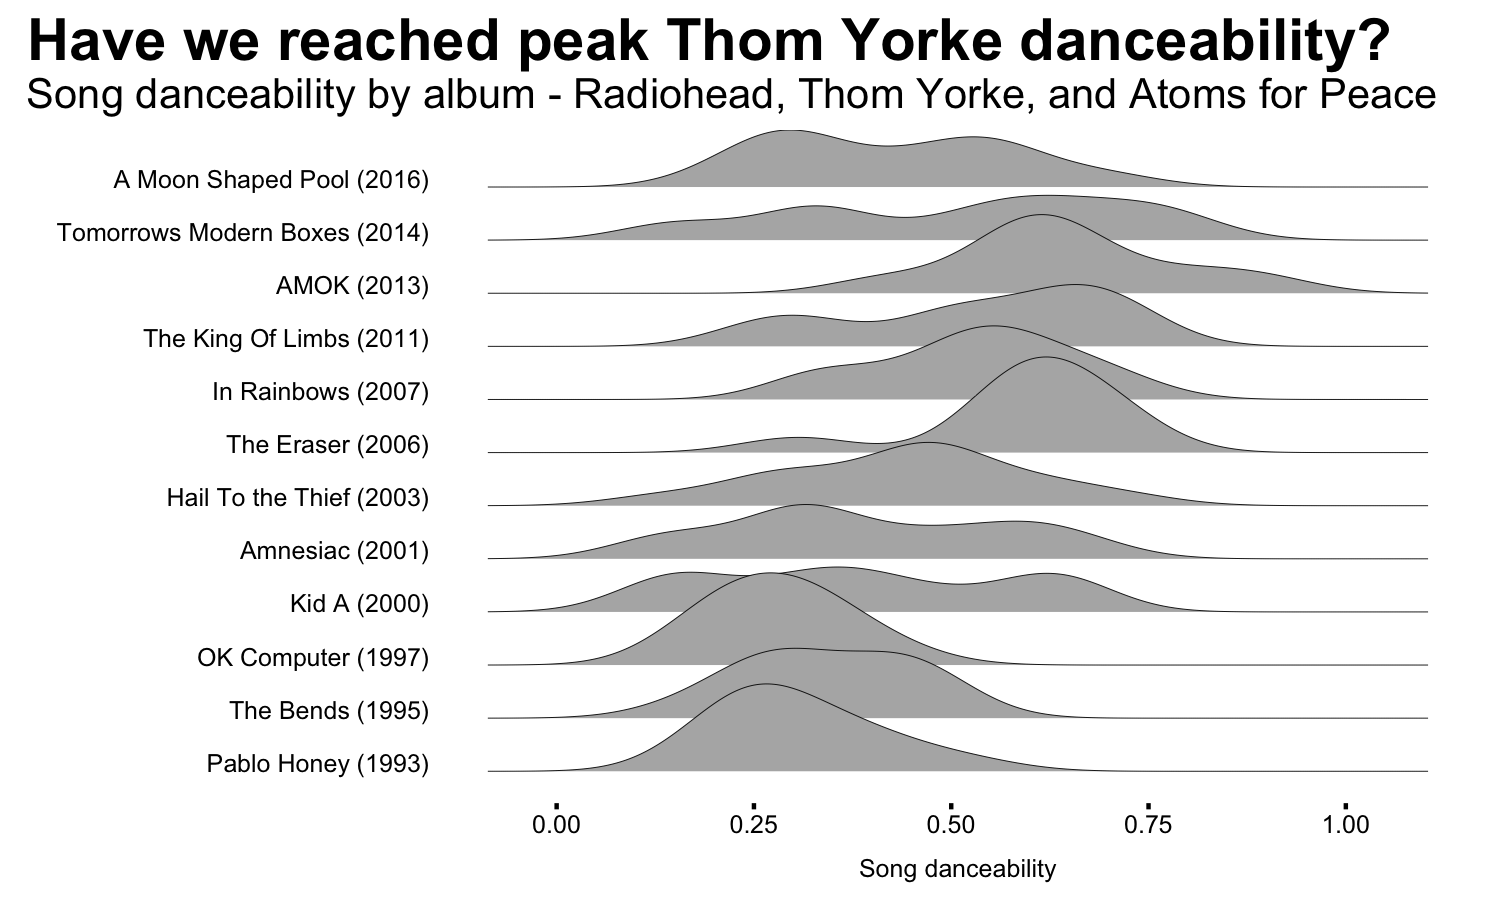 Have we reached peak Thom Yorke danceability?
Song danceability by album - Radiohead, Thom Yorke, and Atoms for Peace
A Moon Shaped Pool (2016)
Tomorrows Modern Boxes (2014)
AMOK (2013)
The King Of Limbs (2011)
In Rainbows (2007)
The Eraser (2006)
Hail To the Thief (2003)
Amnesiac (2001)
Kid A (2000)
OK Computer (1997)
The Bends (1995)
Pablo Honey (1993)
0.00 0.25 0.50 0.75 1.00
Song danceability